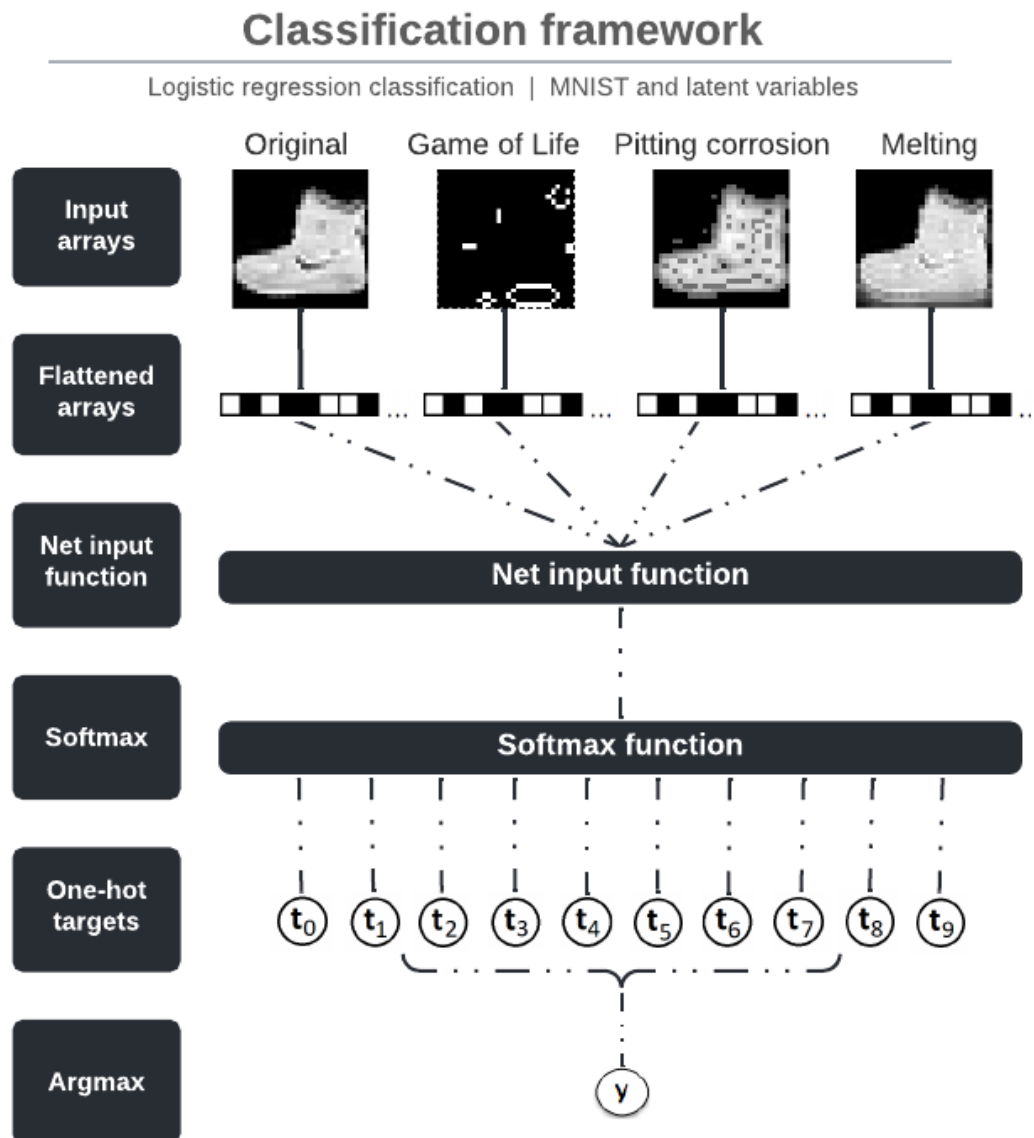 Classification framework
Logistic regression classification | MNIST and latent variables
Original Game of Life Pitting corrosion Melting
Input
arrays
Flattened
arrays
... ... ... ...
Net input
function
Net input function
Softmax
Softmax function
One-hot
targets
t0 t1 t2 t3 t4 t5 t6 t7 t8 t9
Argmax
y